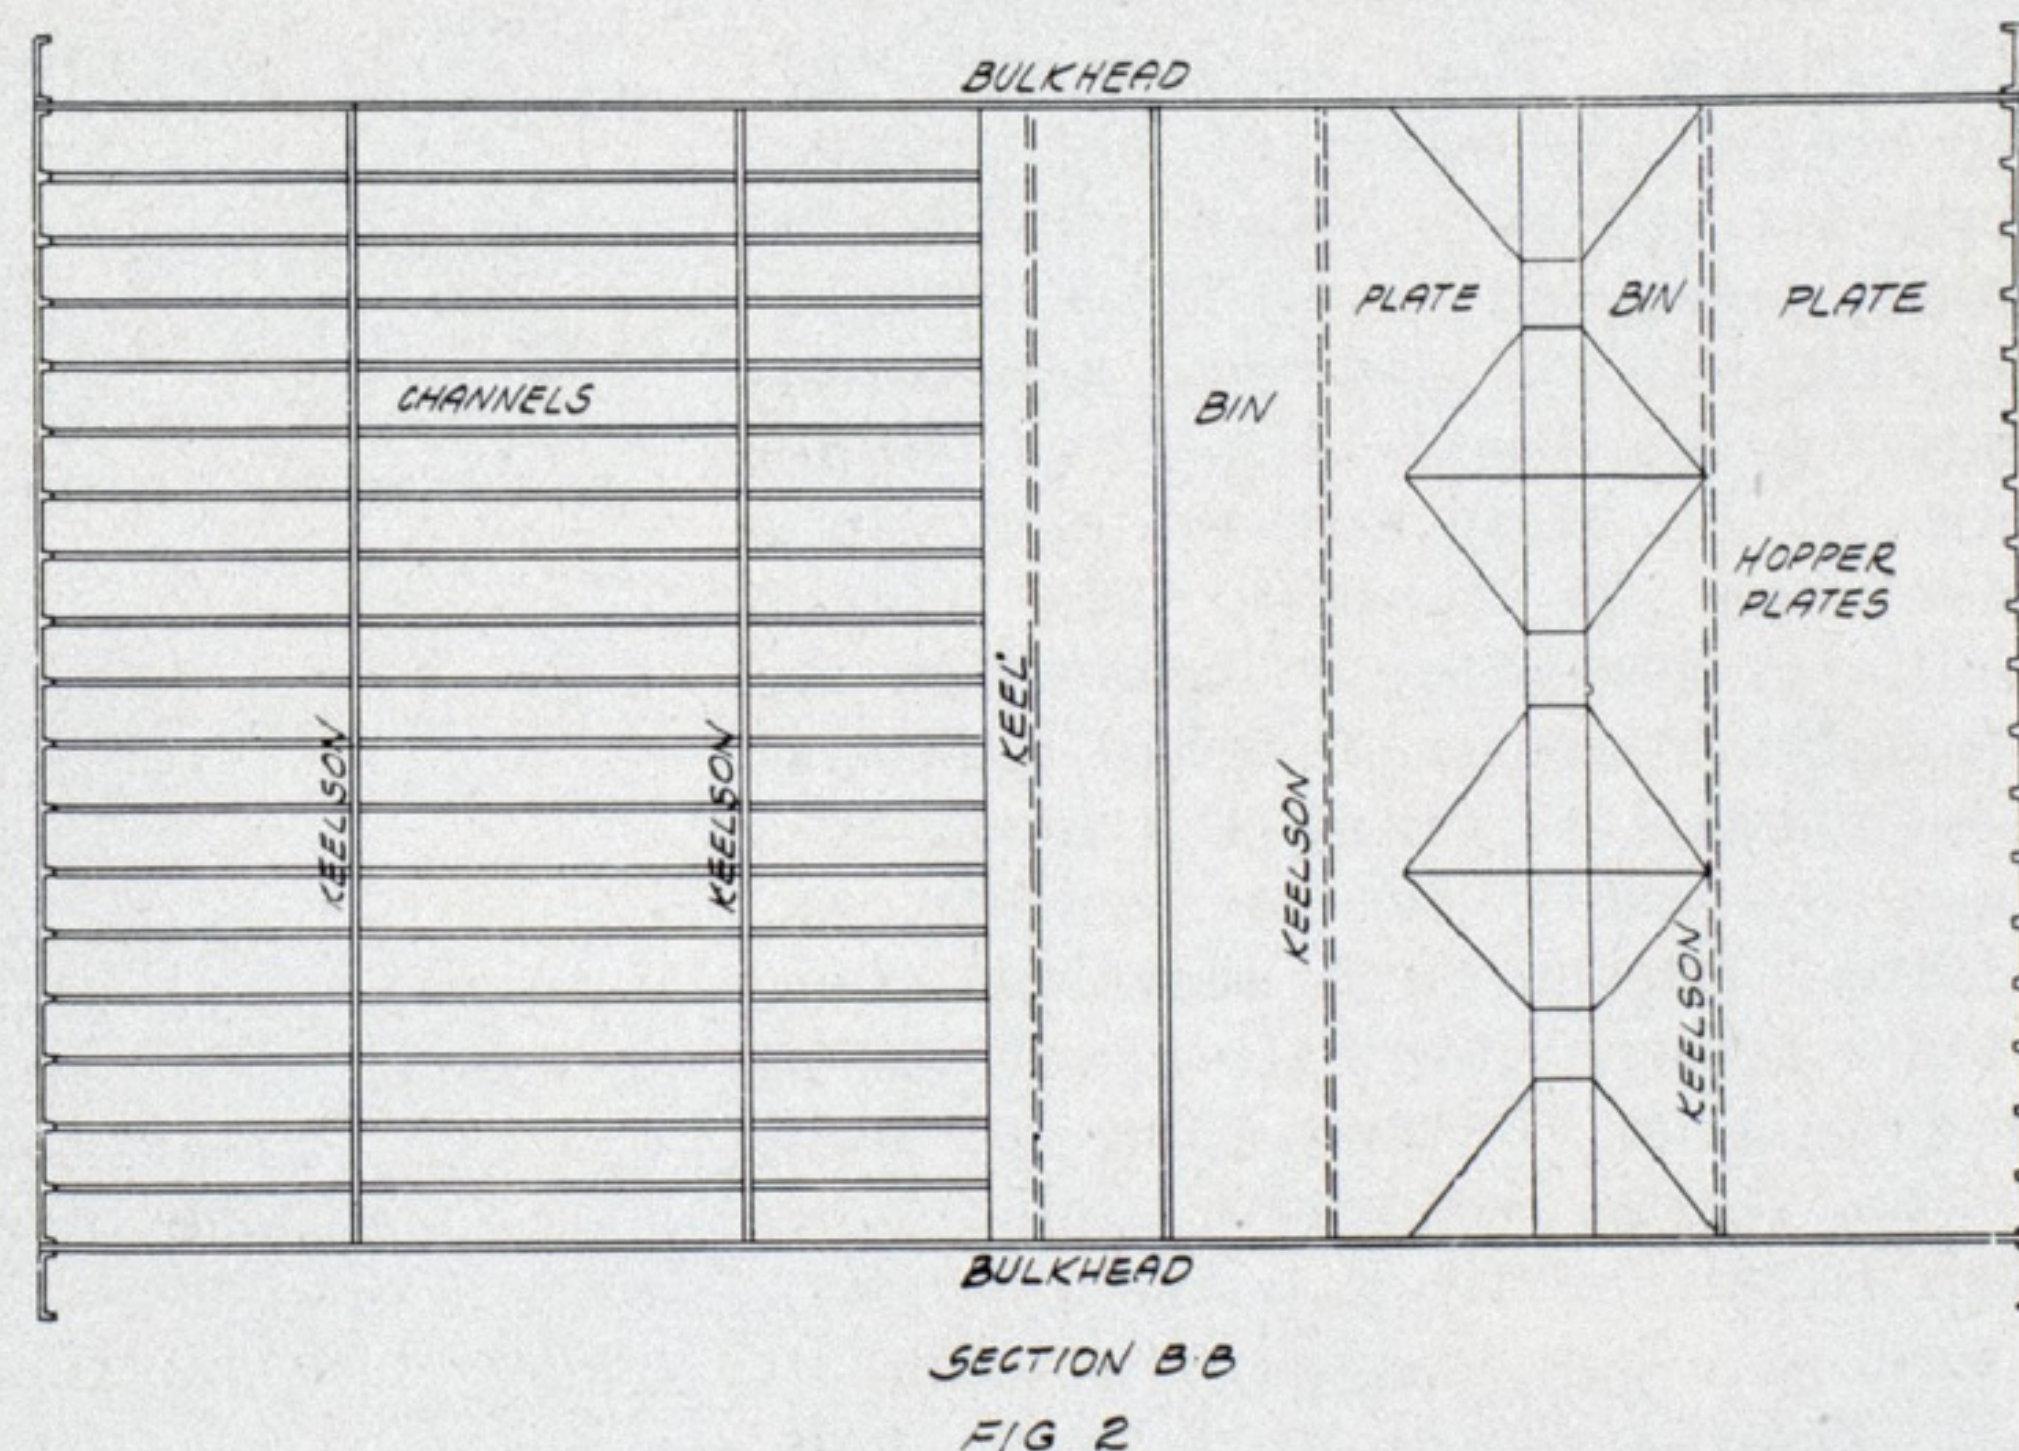 BULKHEAD
PLATE
BIN
PLATE
CHANNELS
BIN
HOPPER
PLATES
KEEL
KEELSON
KEELSON
KEELSON
KEELSON
BULKHEAD
SECTION B-B
FIG 2